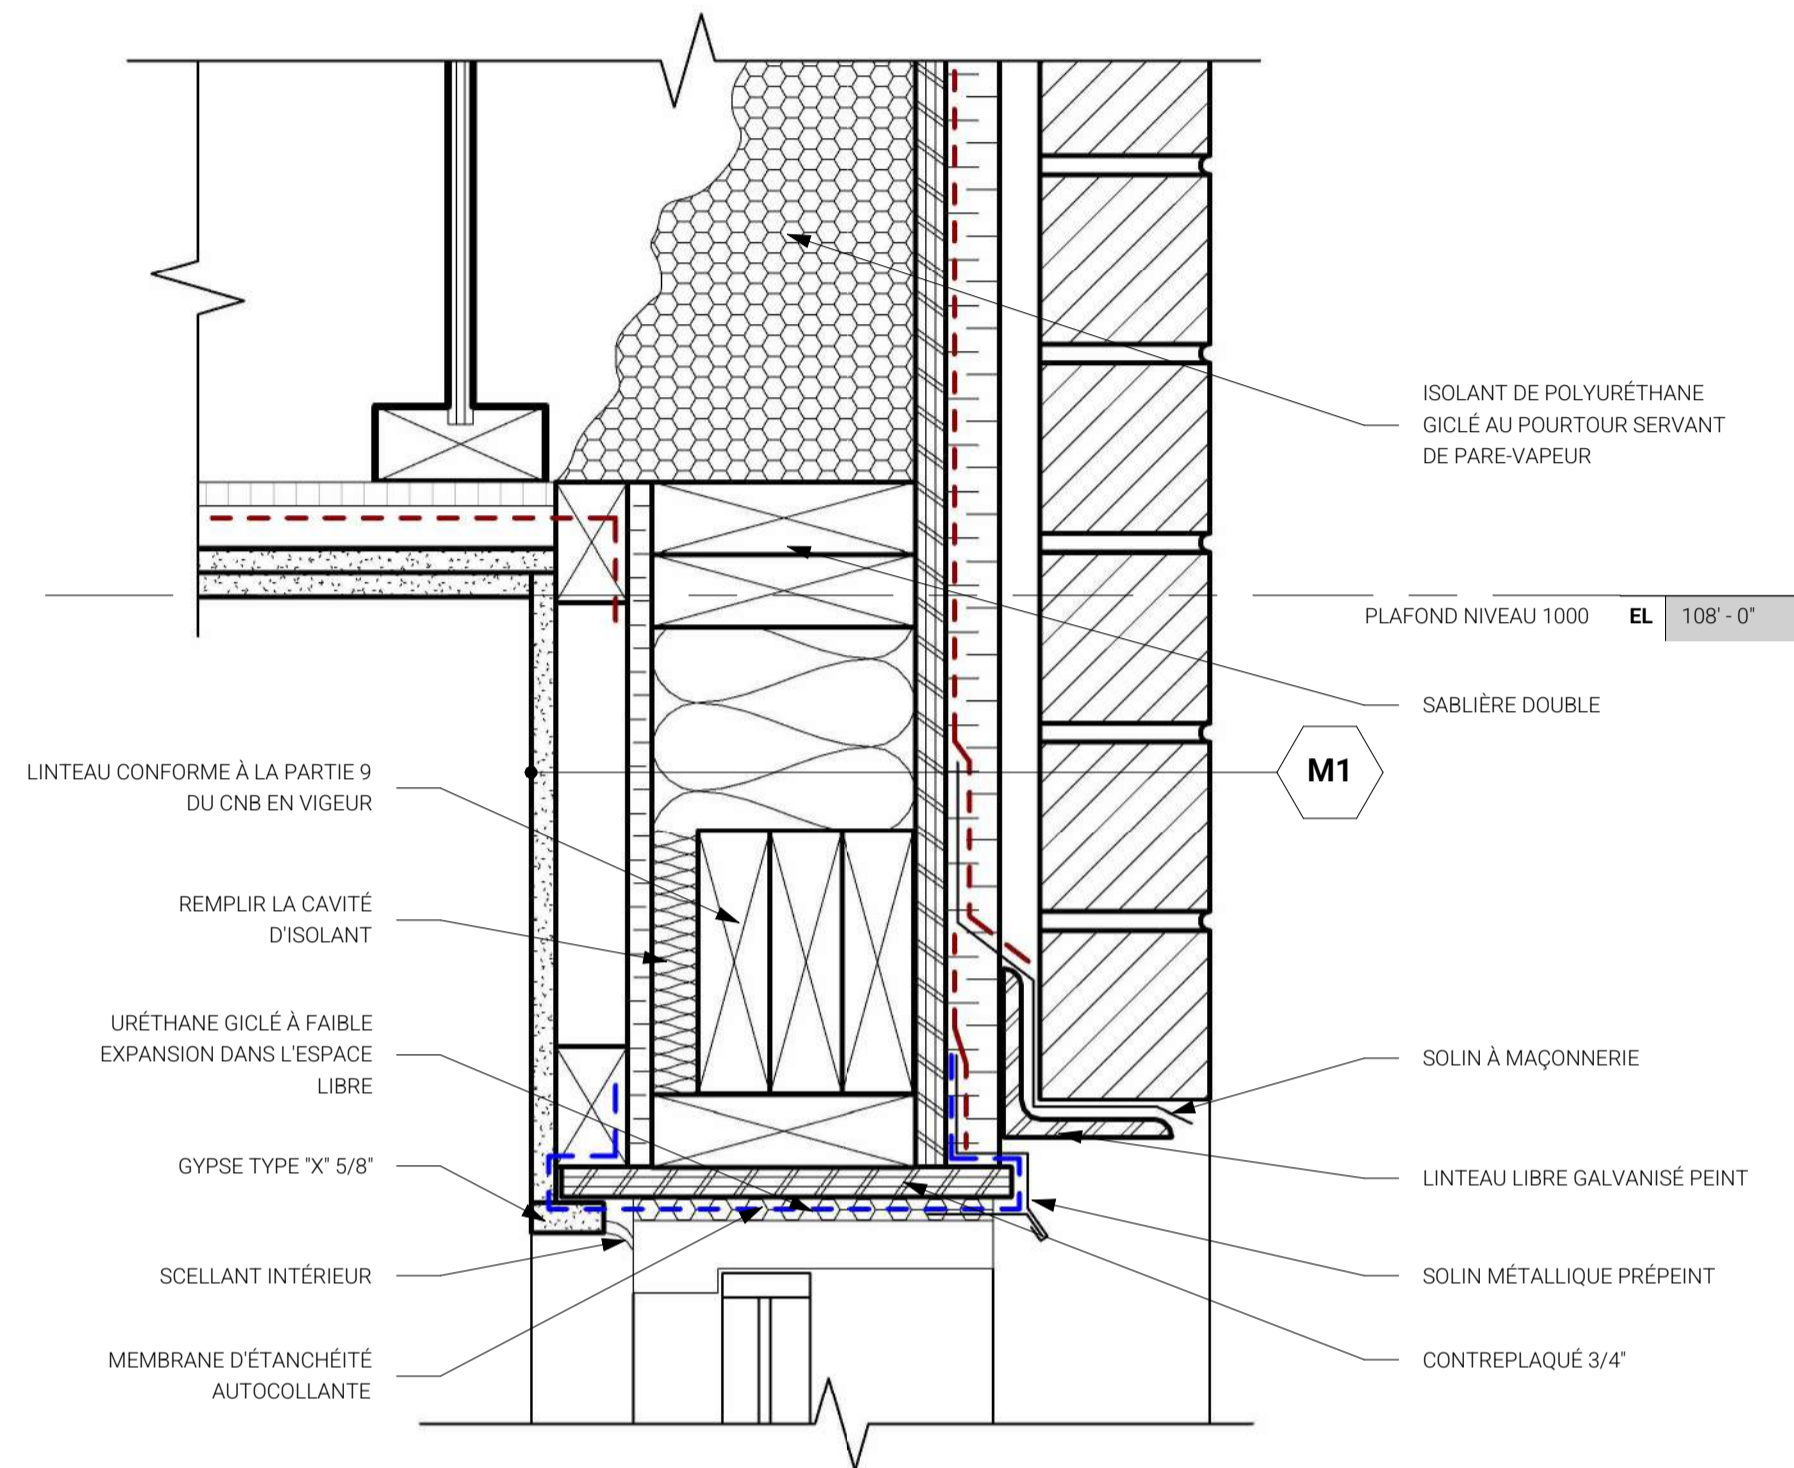 ISOLANT DE POLYURÉTHANE
GICLÉ AU POURTOUR SERVANT
DE PARE-VAPEUR
PLAFOND NIVEAU 1000 EL 108' - 0"
SABLIÈRE DOUBLE
M1
LINTEAU CONFORME À LA PARTIE 9
DU CNB EN VIGEUR
REMPLIR LA CAVITÉ
D'ISOLANT
URÉTHANE GICLÉ À FAIBLE
EXPANSION DANS L'ESPACE
LIBRE
GYPSE TYPE "X" 5/8"
SCELLANT INTÉRIEUR
MEMBRANE D'ÉTANCHÉITÉ
AUTOCOLLANTE
SOLIN À MAÇONNERIE
LINTEAU LIBRE GALVANISÉ PEINT
SOLIN MÉTALLIQUE PRÉPEINT
CONTREPLAQUÉ 3/4"